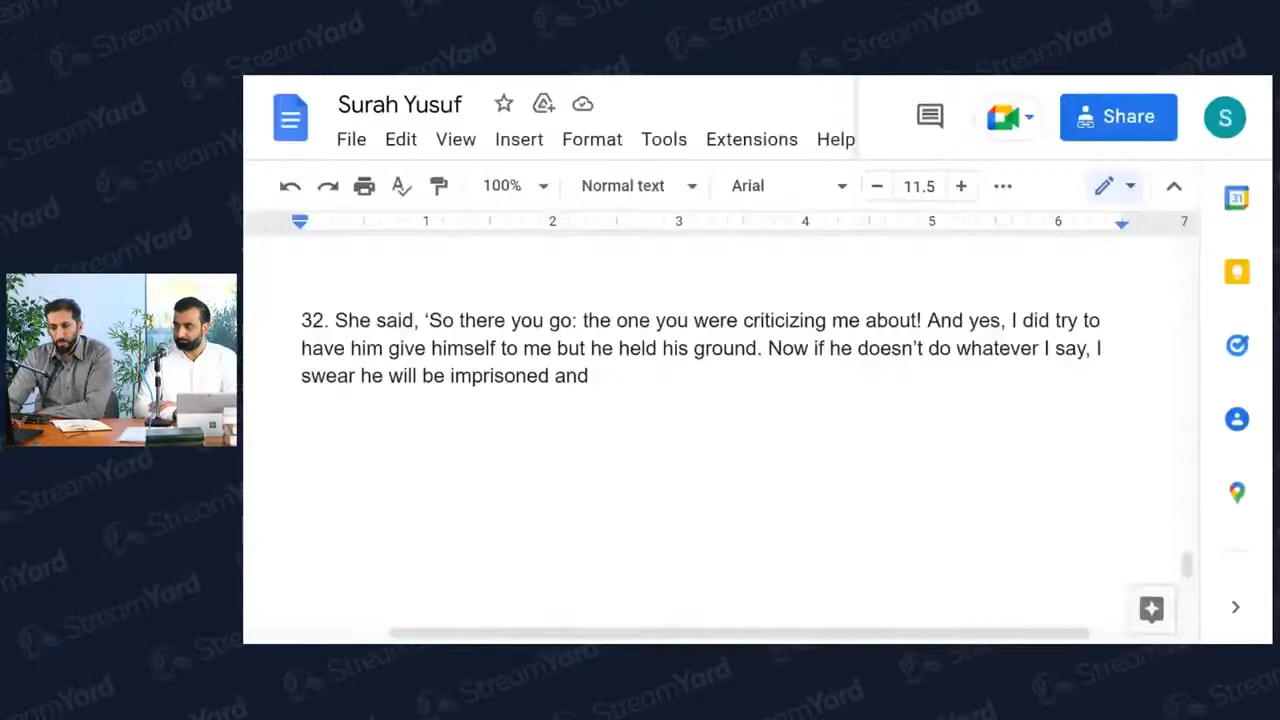 StreamYard
Surah Yusuf
Share
S
File Edit View Insert Format Tools Extensions Help
100% Normal text Arial − 11.5 +
1 2 3 4 5 6 7
31
32. She said, ‘So there you go: the one you were criticizing me about! And yes, I did try to
have him give himself to me but he held his ground. Now if he doesn’t do whatever I say, I
swear he will be imprisoned and